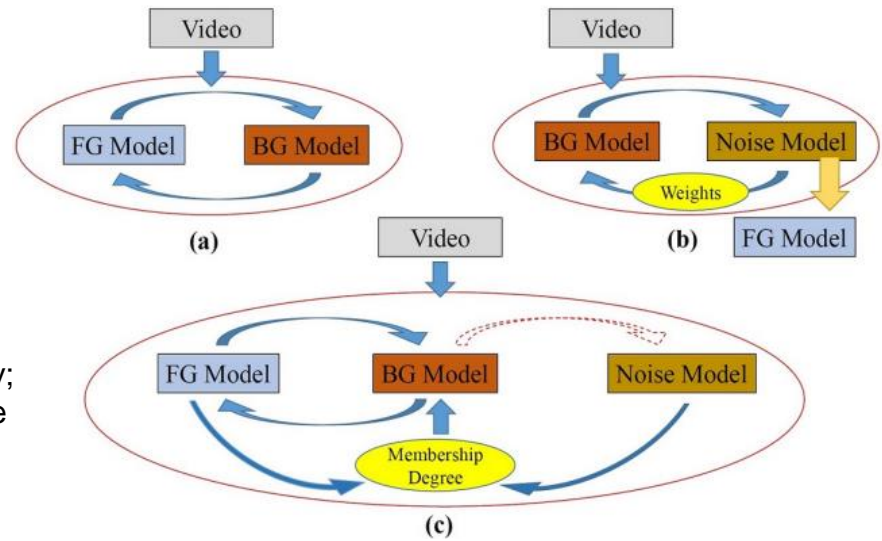 Video
Video
FG Model
BG Model
BG Model
Noise Model
Weights
(a)
(b)
FG Model
Video
FG Model
BG Model
Noise Model
Membership
Degree
(c)